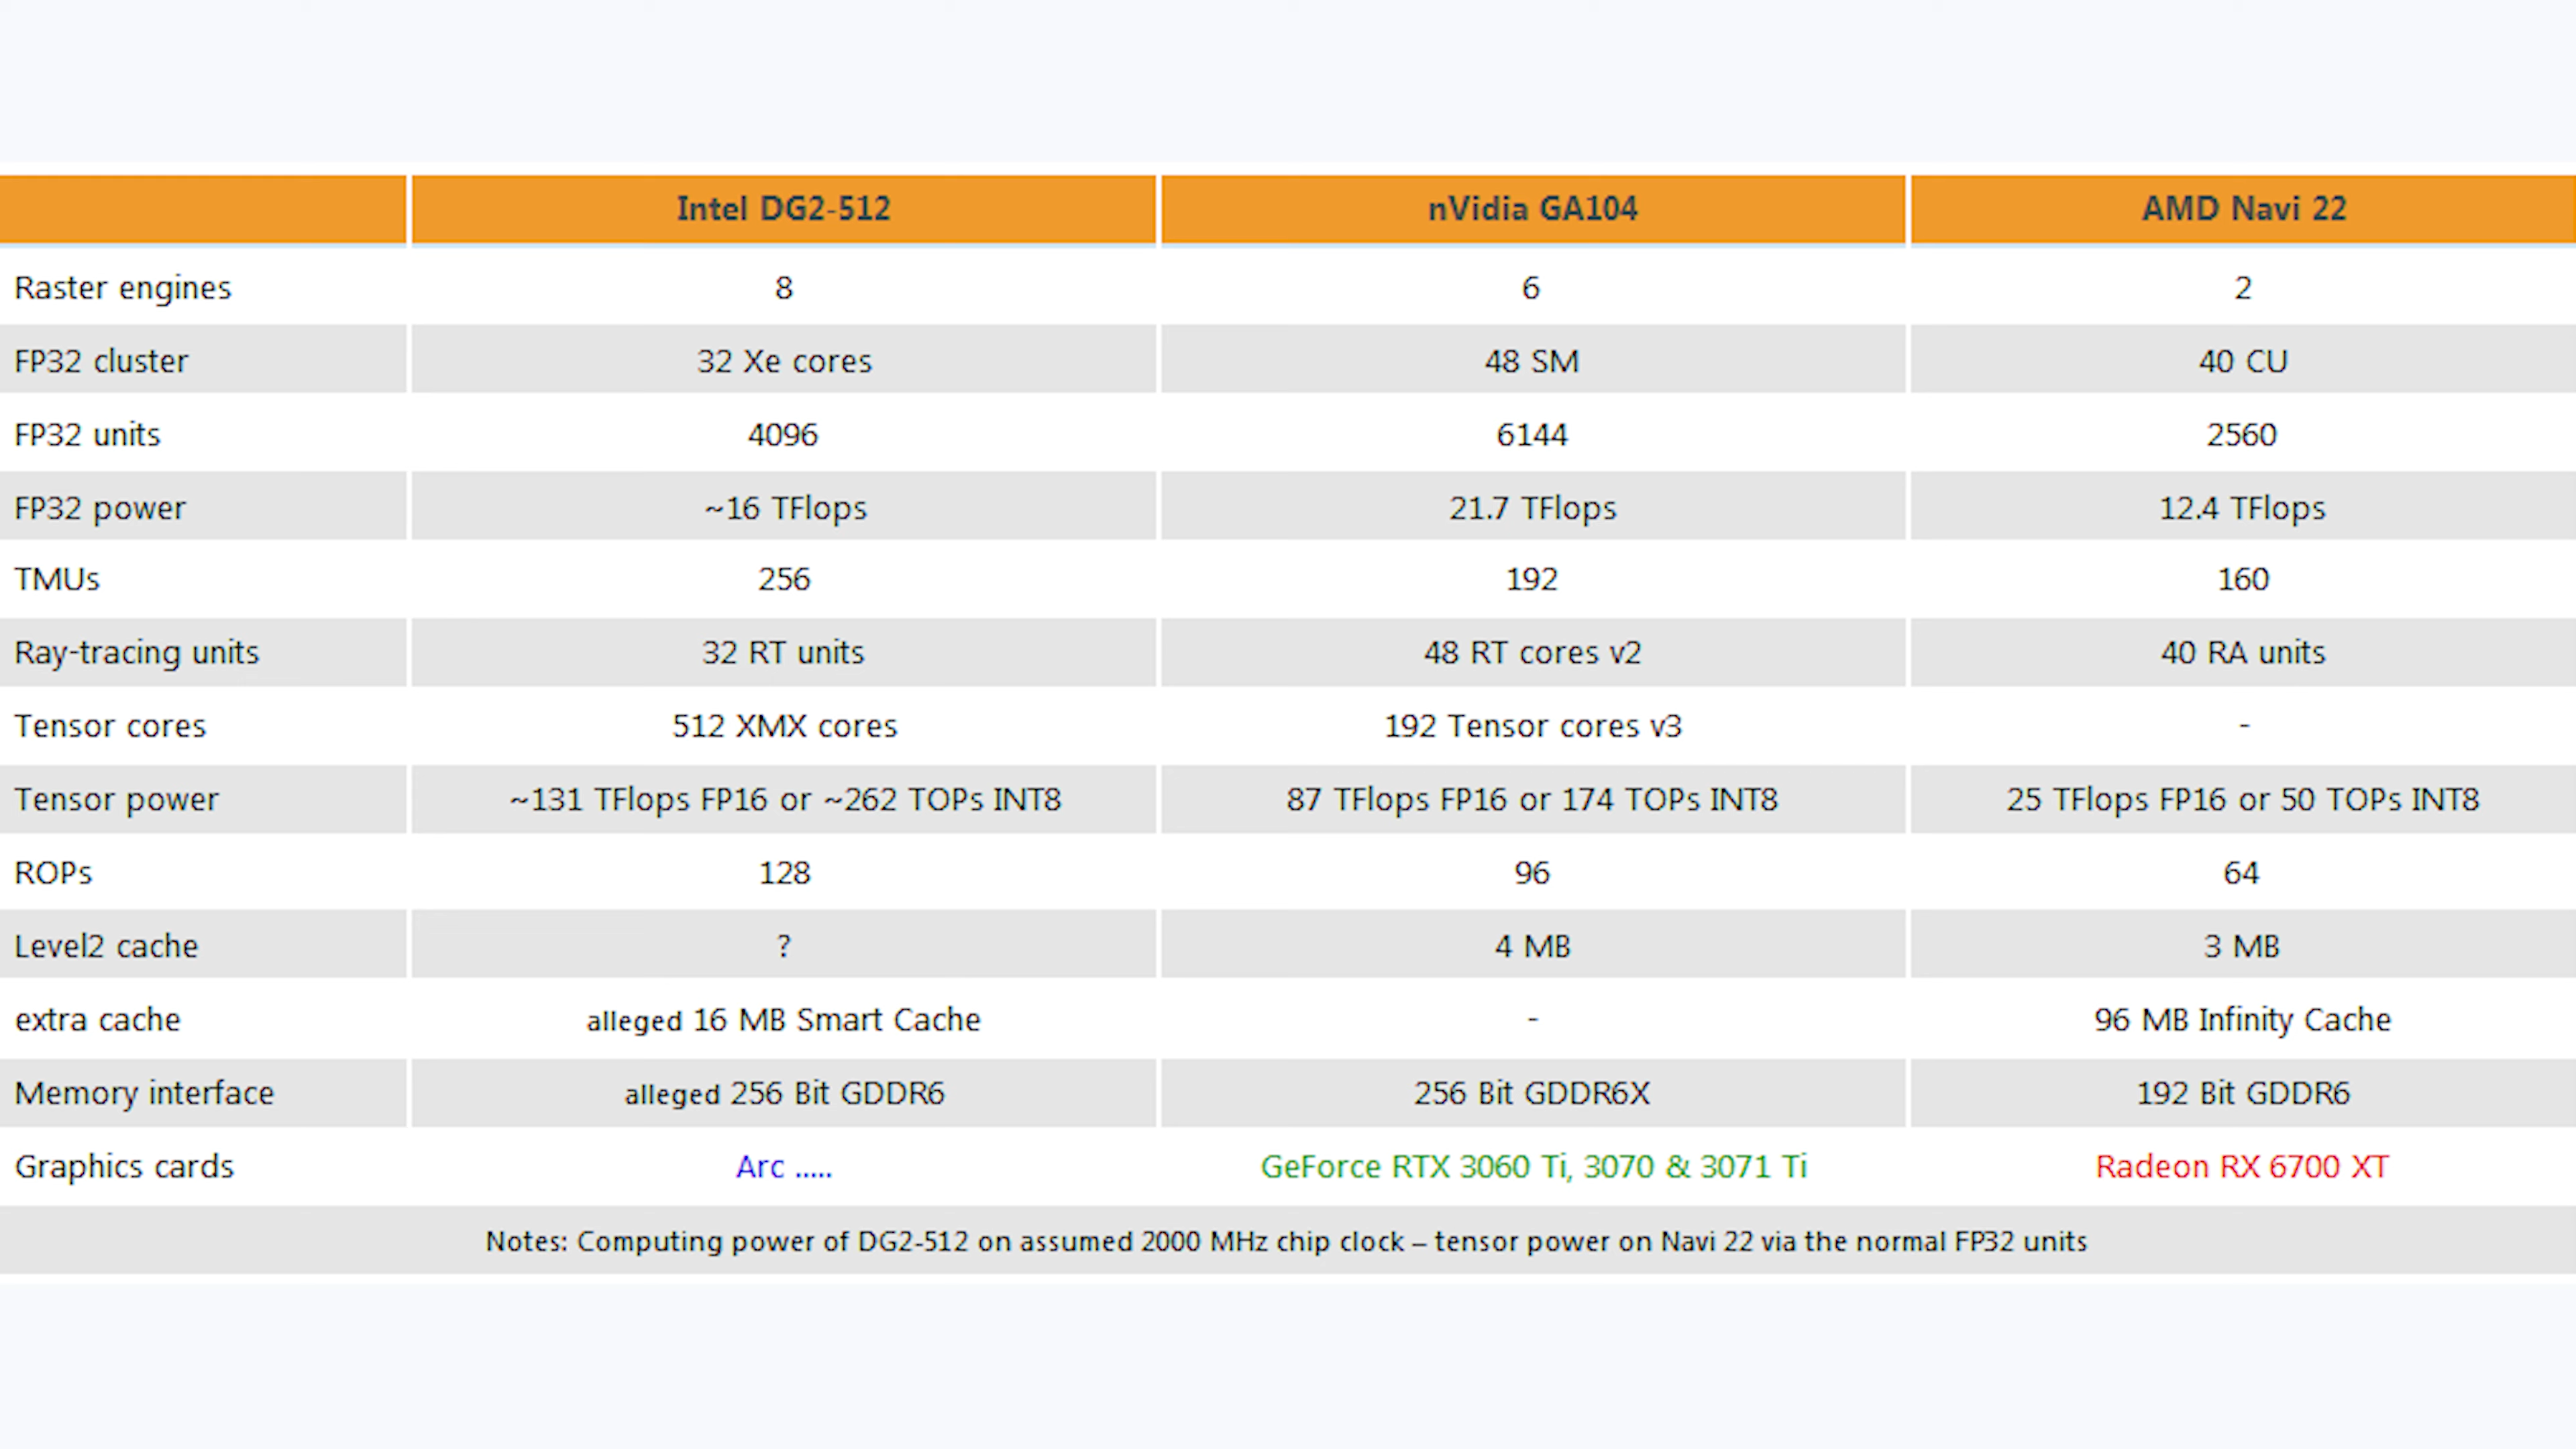 Intel DG2-512 nVidia GA104 AMD Navi 22
Raster engines 8 6 2
FP32 cluster 32 Xe cores 48 SM 40 CU
FP32 units 4096 6144 2560
FP32 power ~16 TFlops 21.7 TFlops 12.4 TFlops
TMUs 256 192 160
Ray-tracing units 32 RT units 48 RT cores v2 40 RA units
Tensor cores 512 XMX cores 192 Tensor cores v3 -
Tensor power ~131 TFlops FP16 or ~262 TOPs INT8 87 TFlops FP16 or 174 TOPs INT8 25 TFlops FP16 or 50 TOPs INT8
ROPs 128 96 64
Level2 cache ? 4 MB 3 MB
extra cache alleged 16 MB Smart Cache - 96 MB Infinity Cache
Memory interface alleged 256 Bit GDDR6 256 Bit GDDR6X 192 Bit GDDR6
Graphics cards Arc ..... GeForce RTX 3060 Ti, 3070 & 3071 Ti Radeon RX 6700 XT
Notes: Computing power of DG2-512 on assumed 2000 MHz chip clock – tensor power on Navi 22 via the normal FP32 units